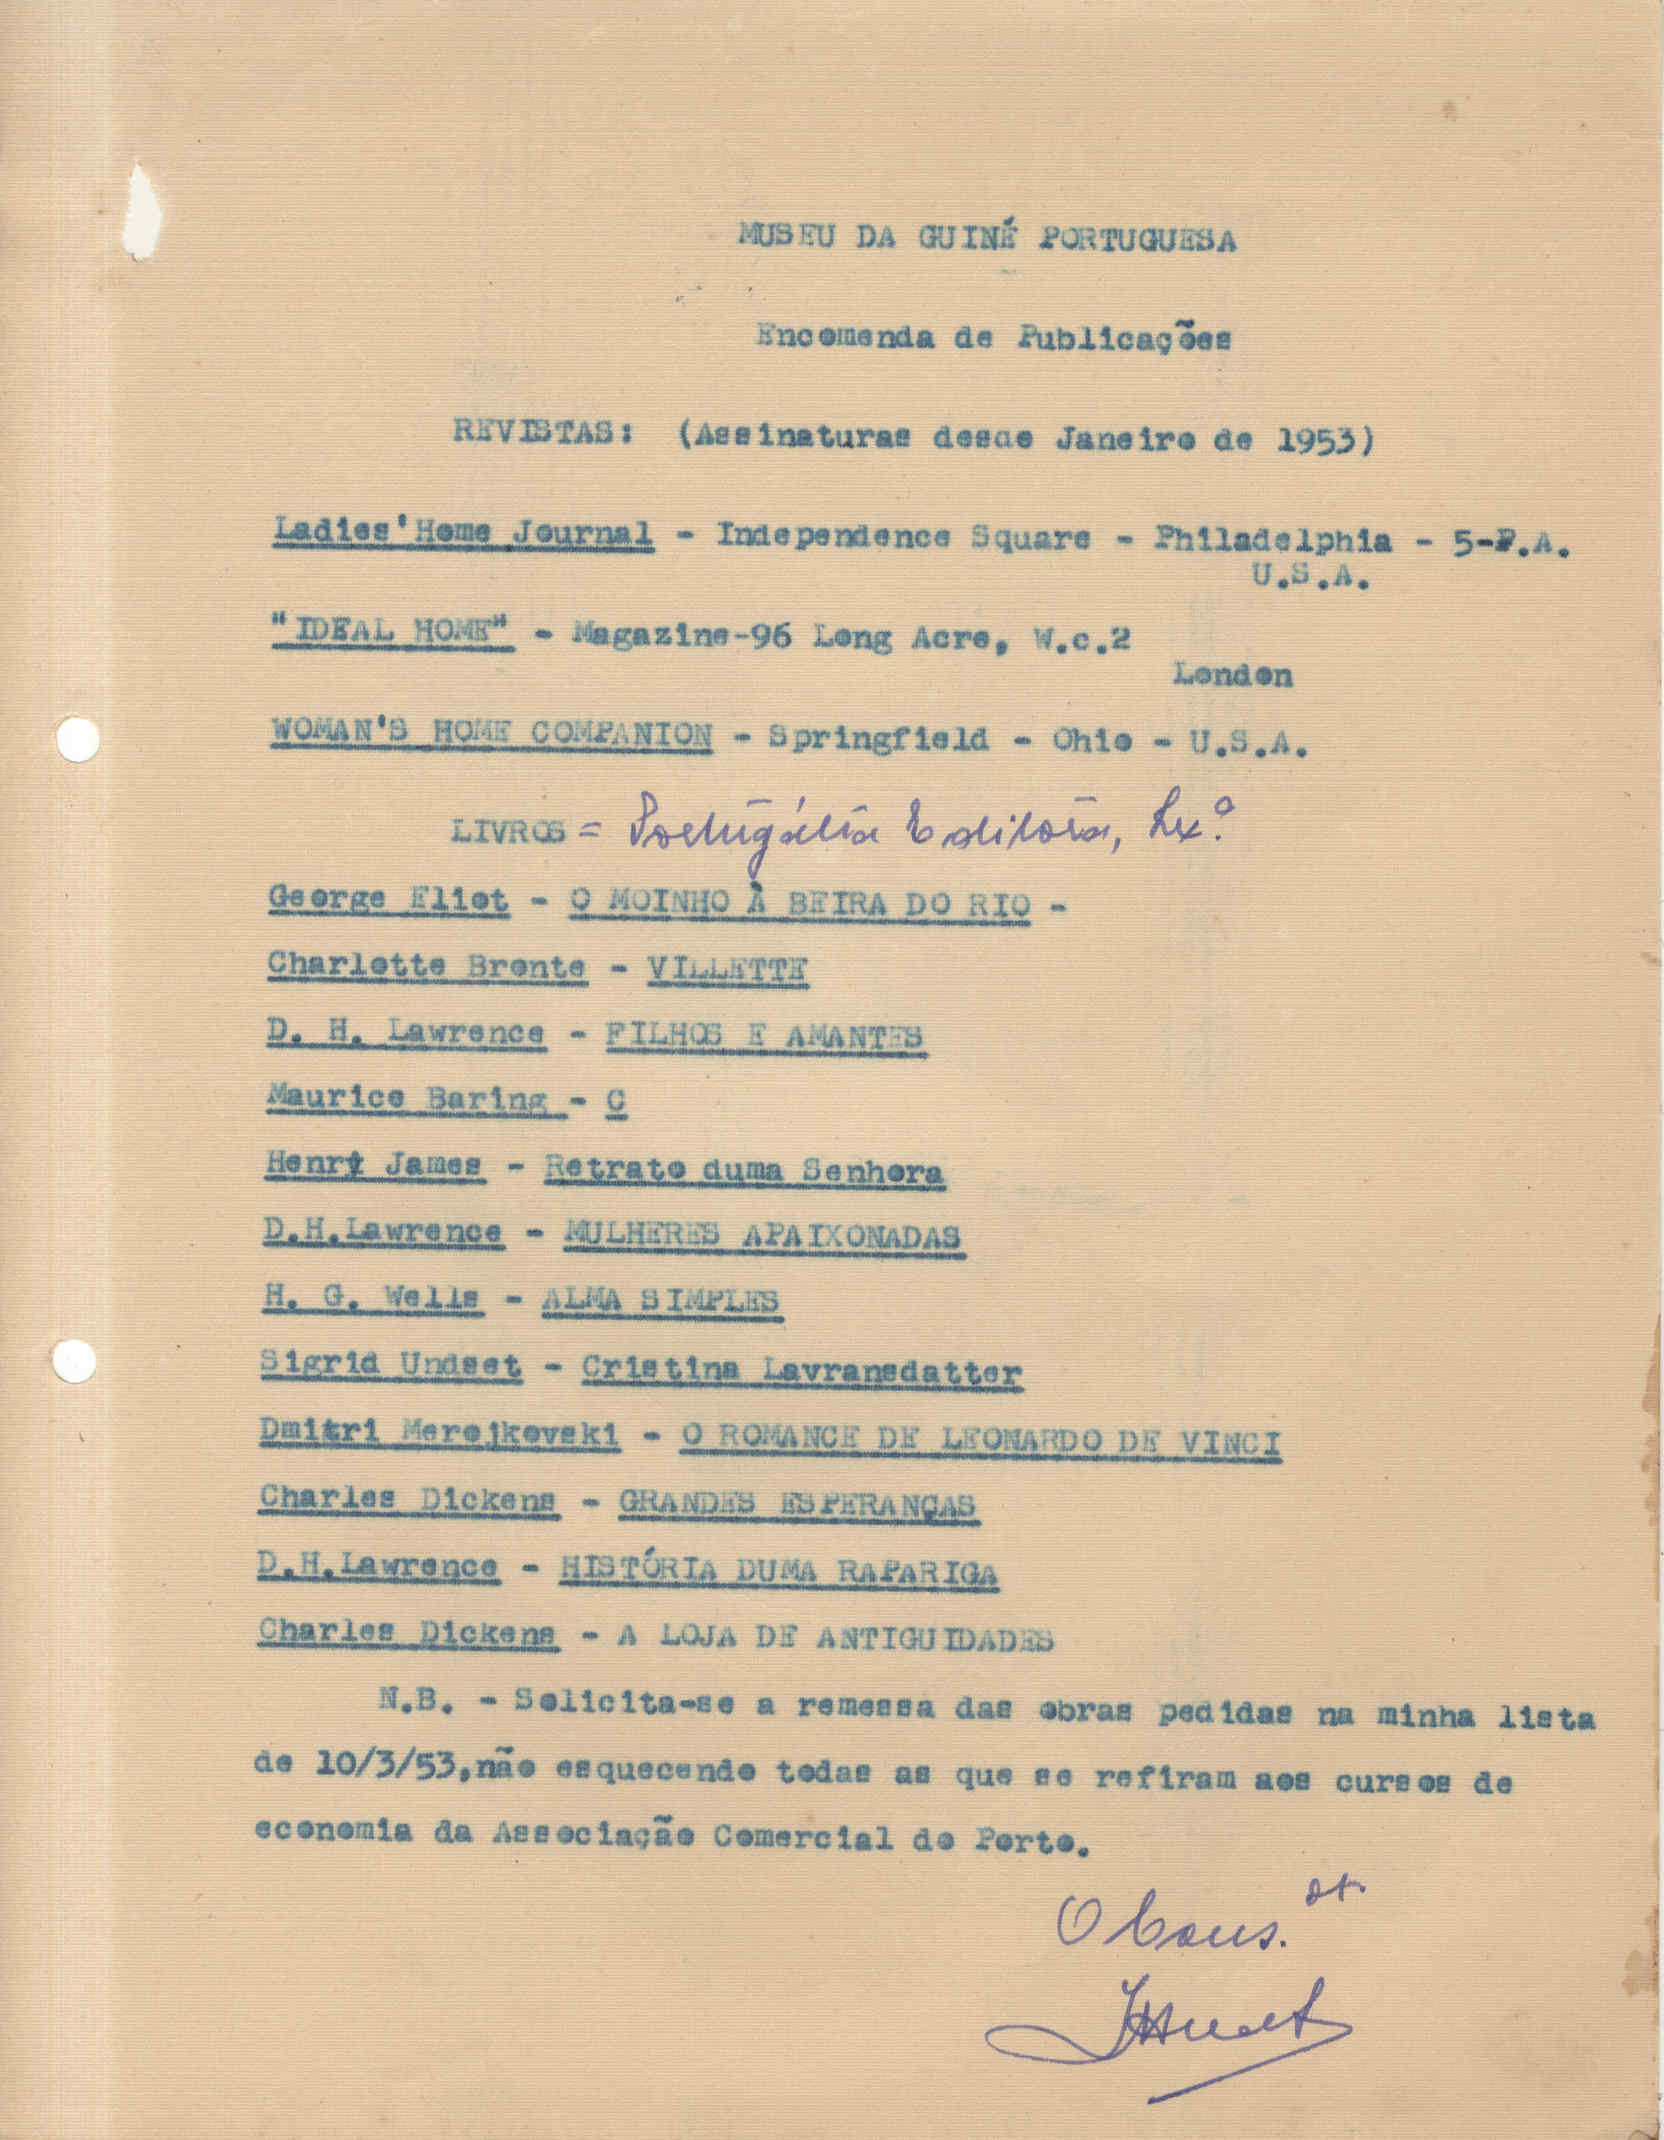 MUSEU DA GUINÉ PORTUGUESA
Encomenda de Publicações
REVISTAS: (Assinaturas desde Janeiro de 1953)
Ladies'Home Journal - Independence Square - Philadelphia - 5-P.A.
U.S.A.
"IDEAL HOME" - Magazine-96 Long Acre, W.c.2
London
WOMAN'S HOME COMPANION - Springfield - Ohio - U.S.A.
LIVROS = Portugália Editora, Lx.ª
George Eliot - O MOINHO À BEIRA DO RIO -
Charlotte Bronte - VILLETTE
D. H. Lawrence - FILHOS E AMANTES
Maurice Baring - C
Henry James - Retrato duma Senhora
D.H.Lawrence - MULHERES APAIXONADAS
H. G. Wells - ALMA SIMPLES
Sigrid Undset - Cristina Lavransdatter
Dmitri Merejkovski - O ROMANCE DE LEONARDO DE VINCI
Charles Dickens - GRANDES ESPERANÇAS
D.H.Lawrence - HISTÓRIA DUMA RAPARIGA
Charles Dickens - A LOJA DE ANTIGUIDADES
N.B. - Solicita-se a remessa das obras pedidas na minha lista
de 10/3/53,não esquecendo todas as que se refiram aos cursos de
economia da Associação Comercial do Porto.
O Cons.